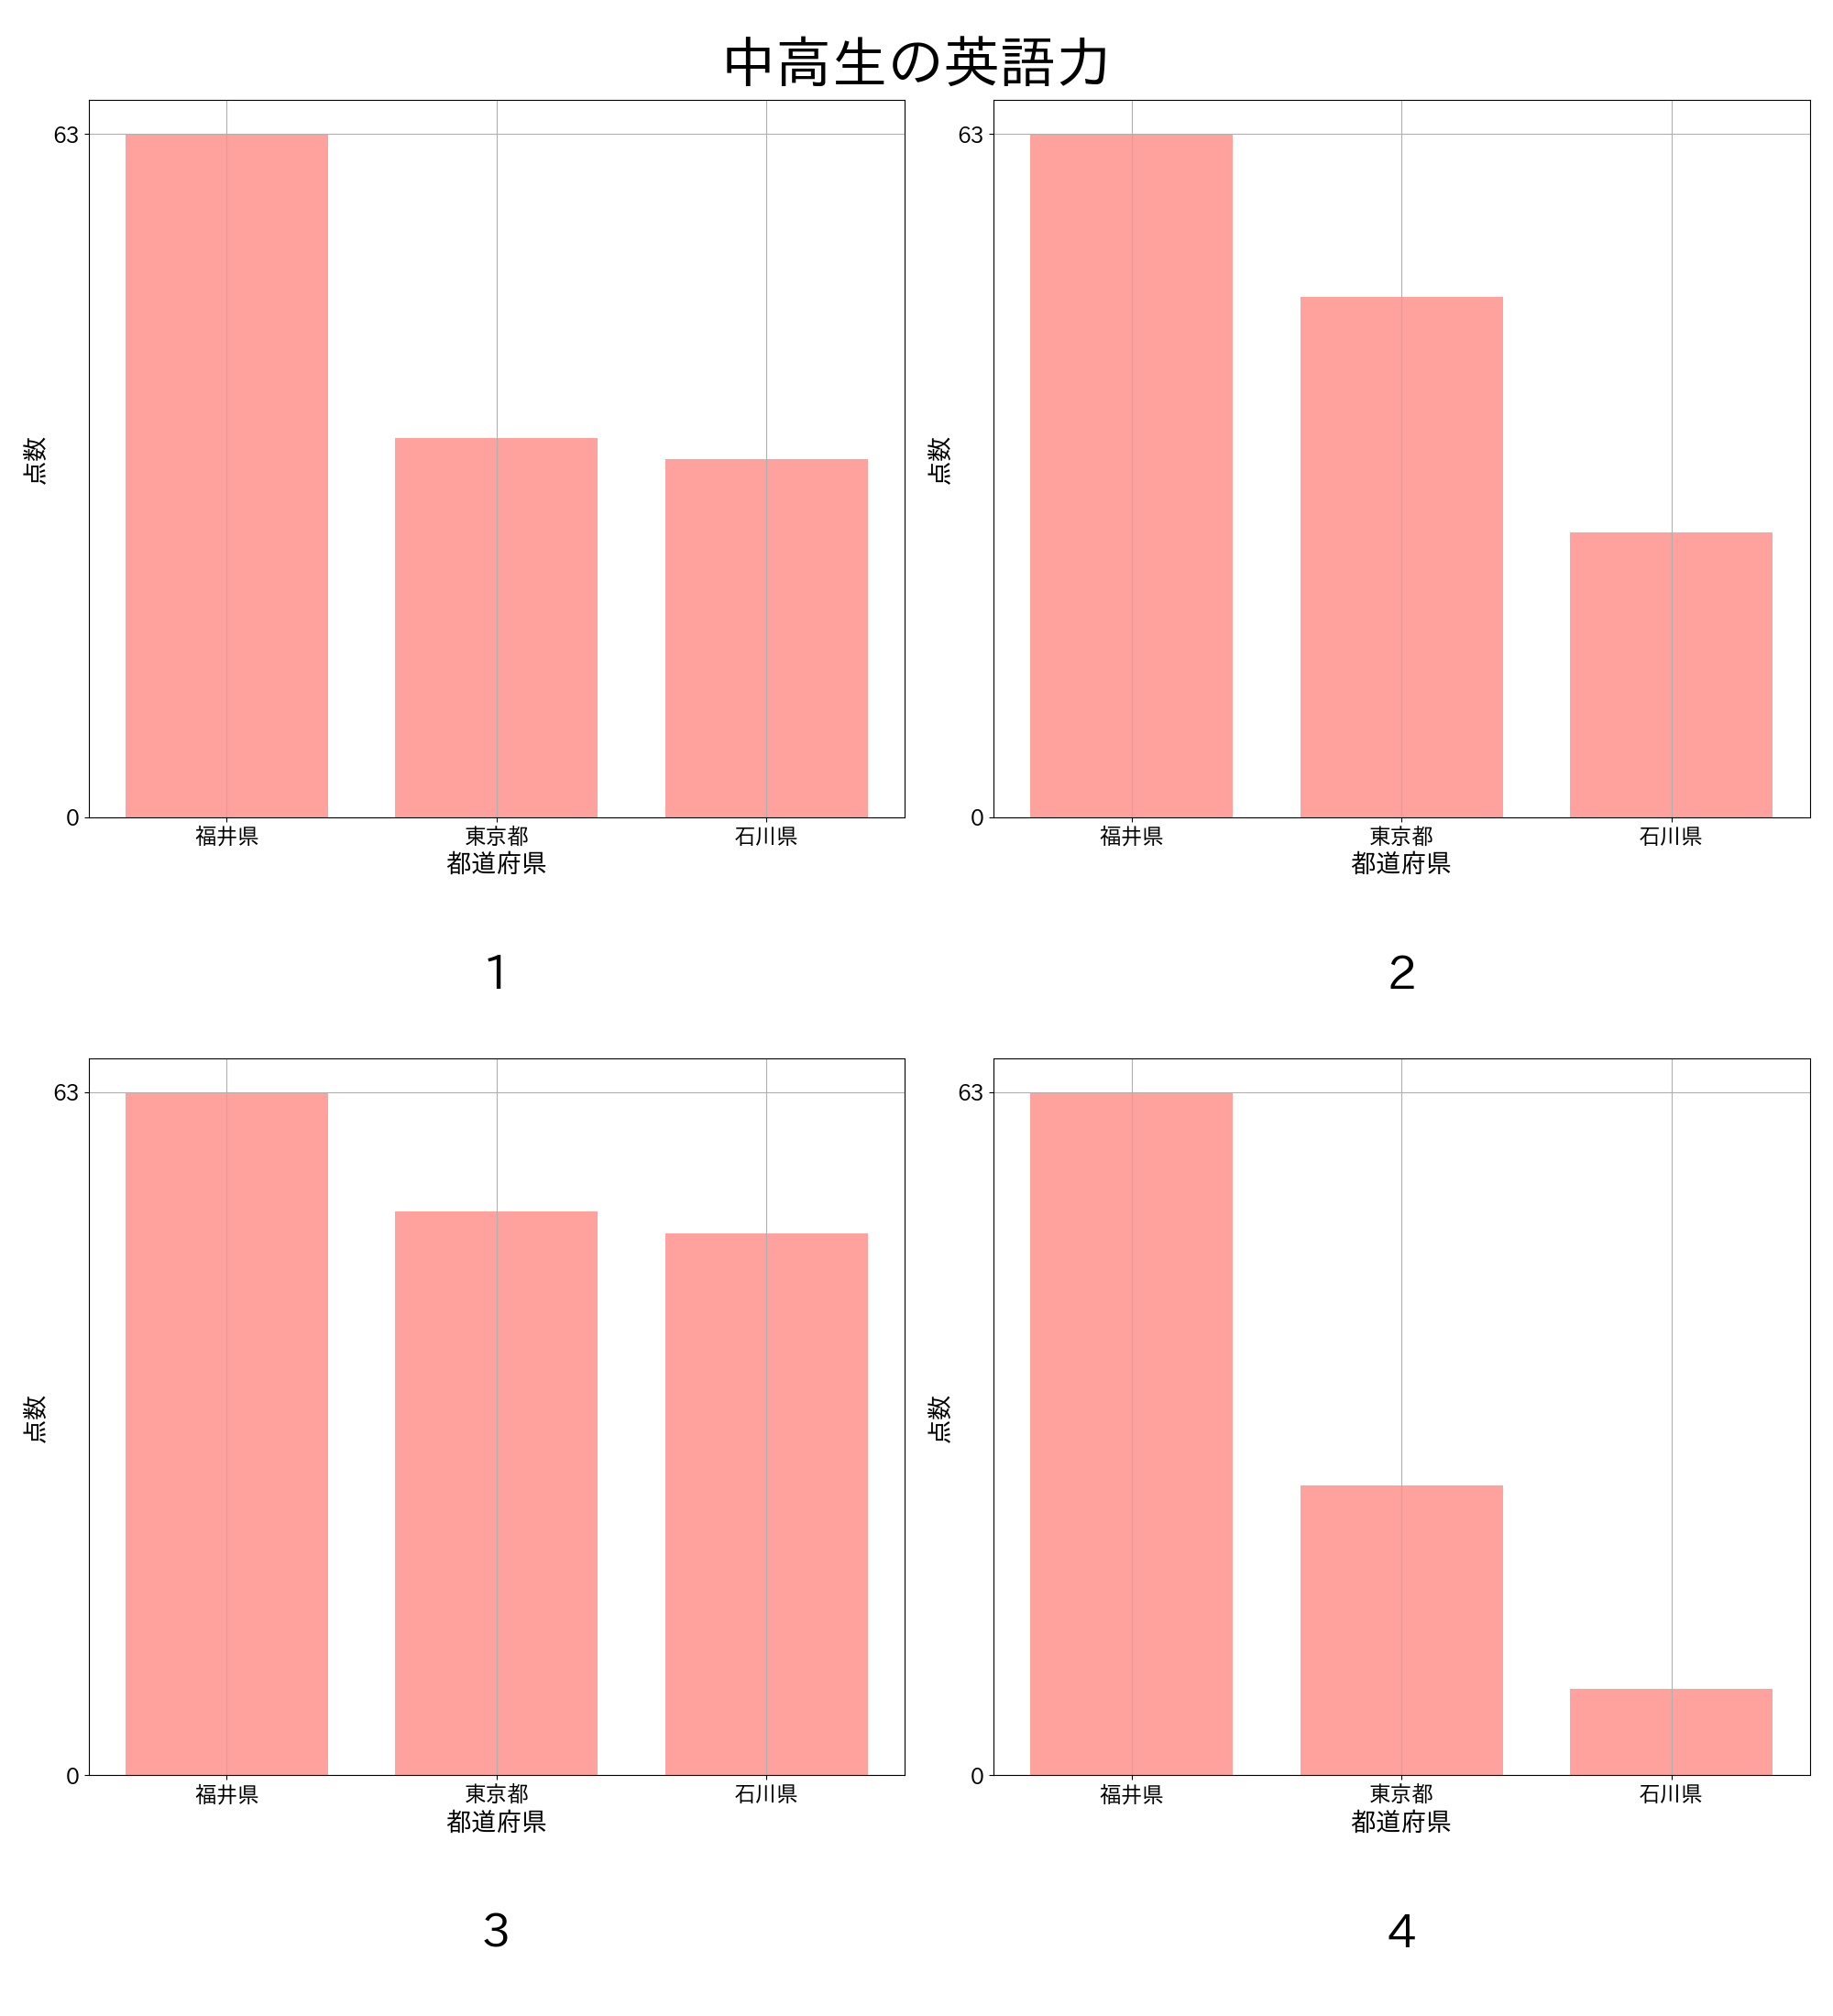 中高生の英語力
63
点数
0
福井県 東京都 石川県
都道府県
1
63
点数
0
福井県 東京都 石川県
都道府県
2
63
点数
0
福井県 東京都 石川県
都道府県
3
63
点数
0
福井県 東京都 石川県
都道府県
4